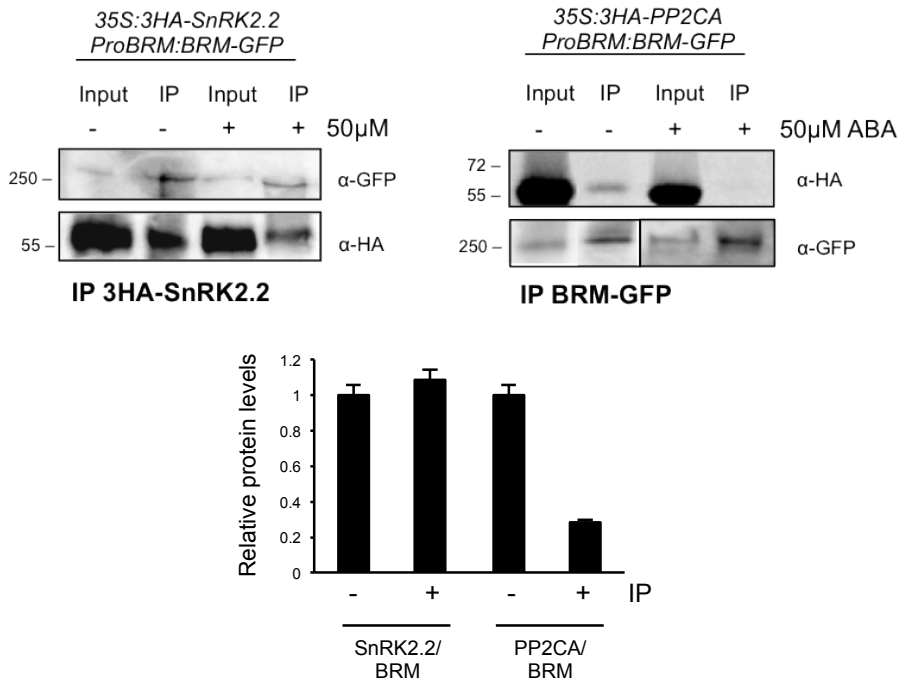 35S:3HA-SnRK2.2
ProBRM:BRM-GFP
Input IP Input IP
- - + + 50µM
250 – α-GFP
55 – α-HA
IP 3HA-SnRK2.2
35S:3HA-PP2CA
ProBRM:BRM-GFP
Input IP Input IP
- - + + 50µM ABA
72 –
55 – α-HA
250 – α-GFP
IP BRM-GFP
Relative protein levels
1.2
1
0.8
0.6
0.4
0.2
0
- + - + IP
SnRK2.2/ PP2CA/
BRM BRM